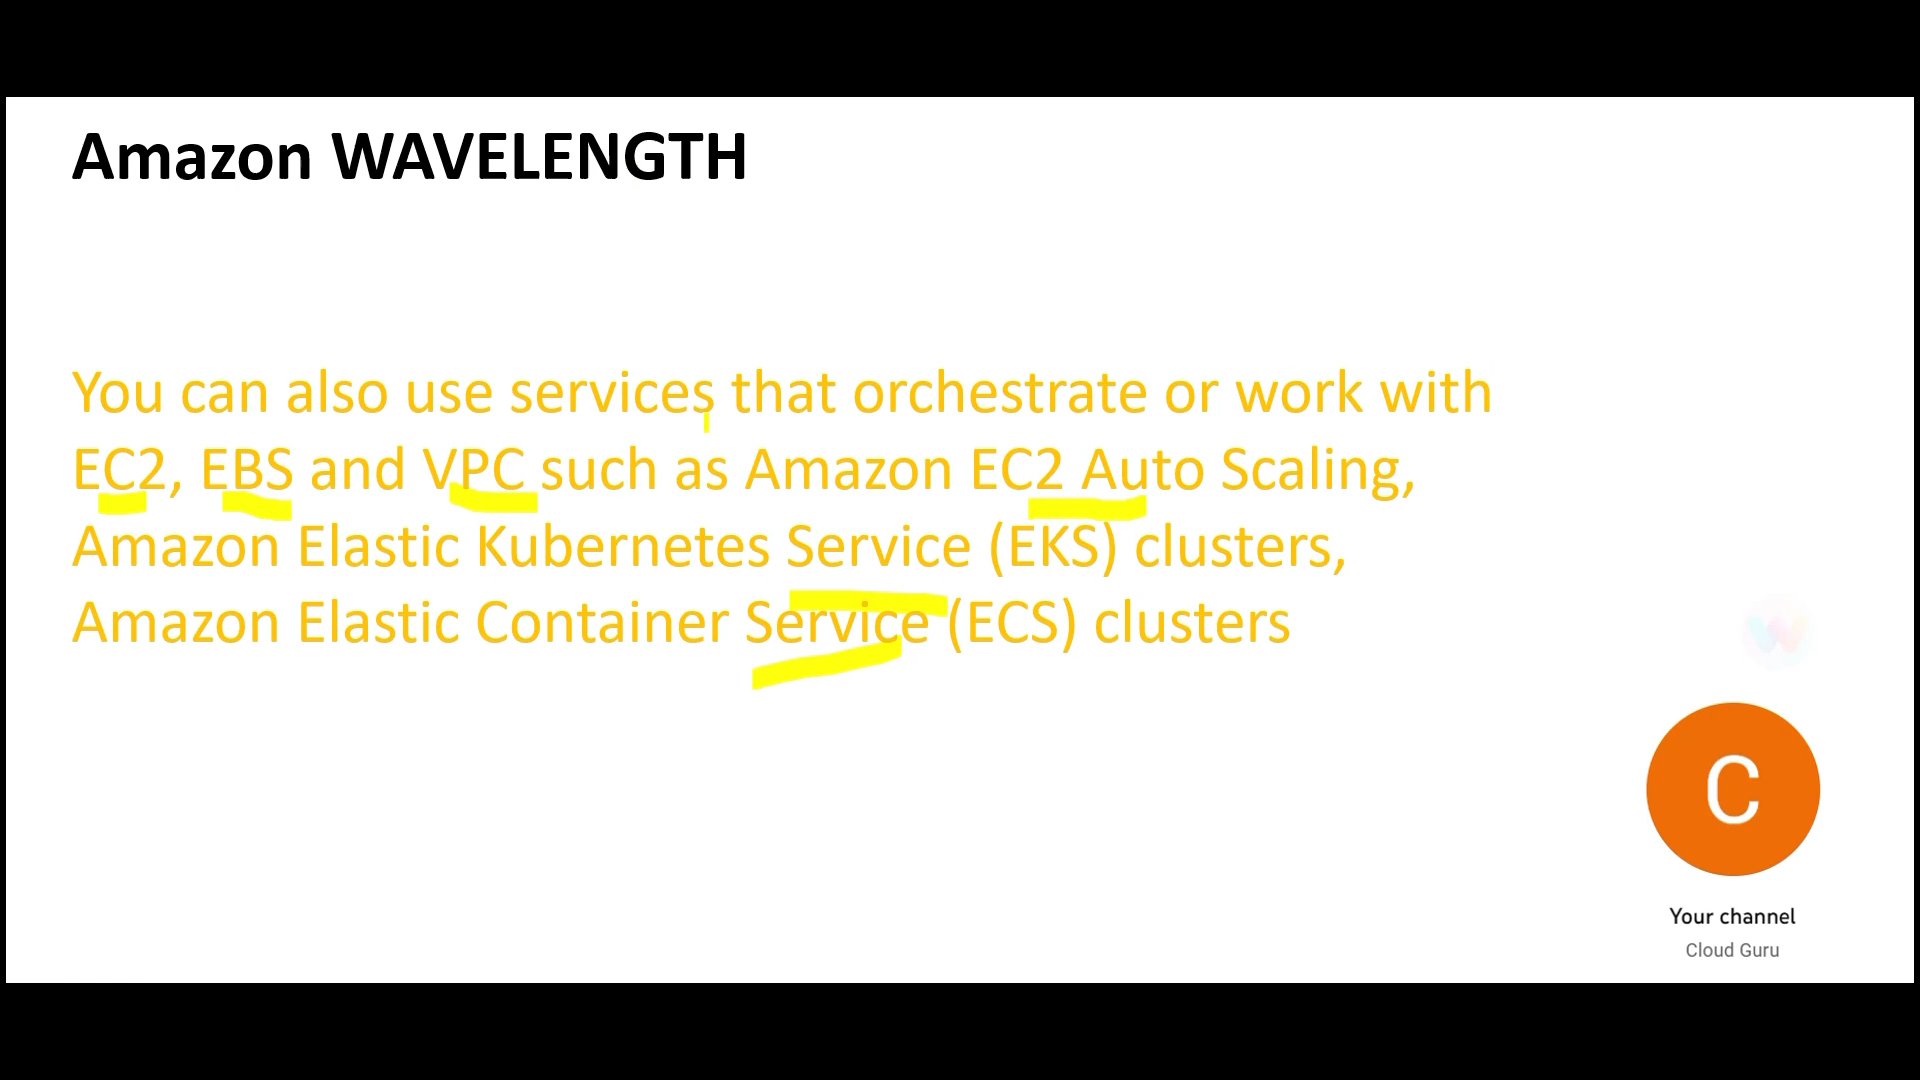 Amazon WAVELENGTH
You can also use services that orchestrate or work with
EC2, EBS and VPC such as Amazon EC2 Auto Scaling,
Amazon Elastic Kubernetes Service (EKS) clusters,
Amazon Elastic Container Service (ECS) clusters
C
Your channel
Cloud Guru